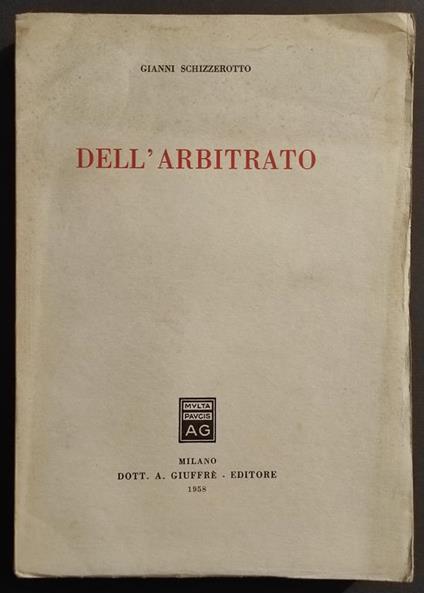 GIANNI SCHIZZEROTTO
DELL'ARBITRATO
MVLTA
PAVCIS
AG
MILANO
DOTT. A. GIUFFRÈ - EDITORE
1958